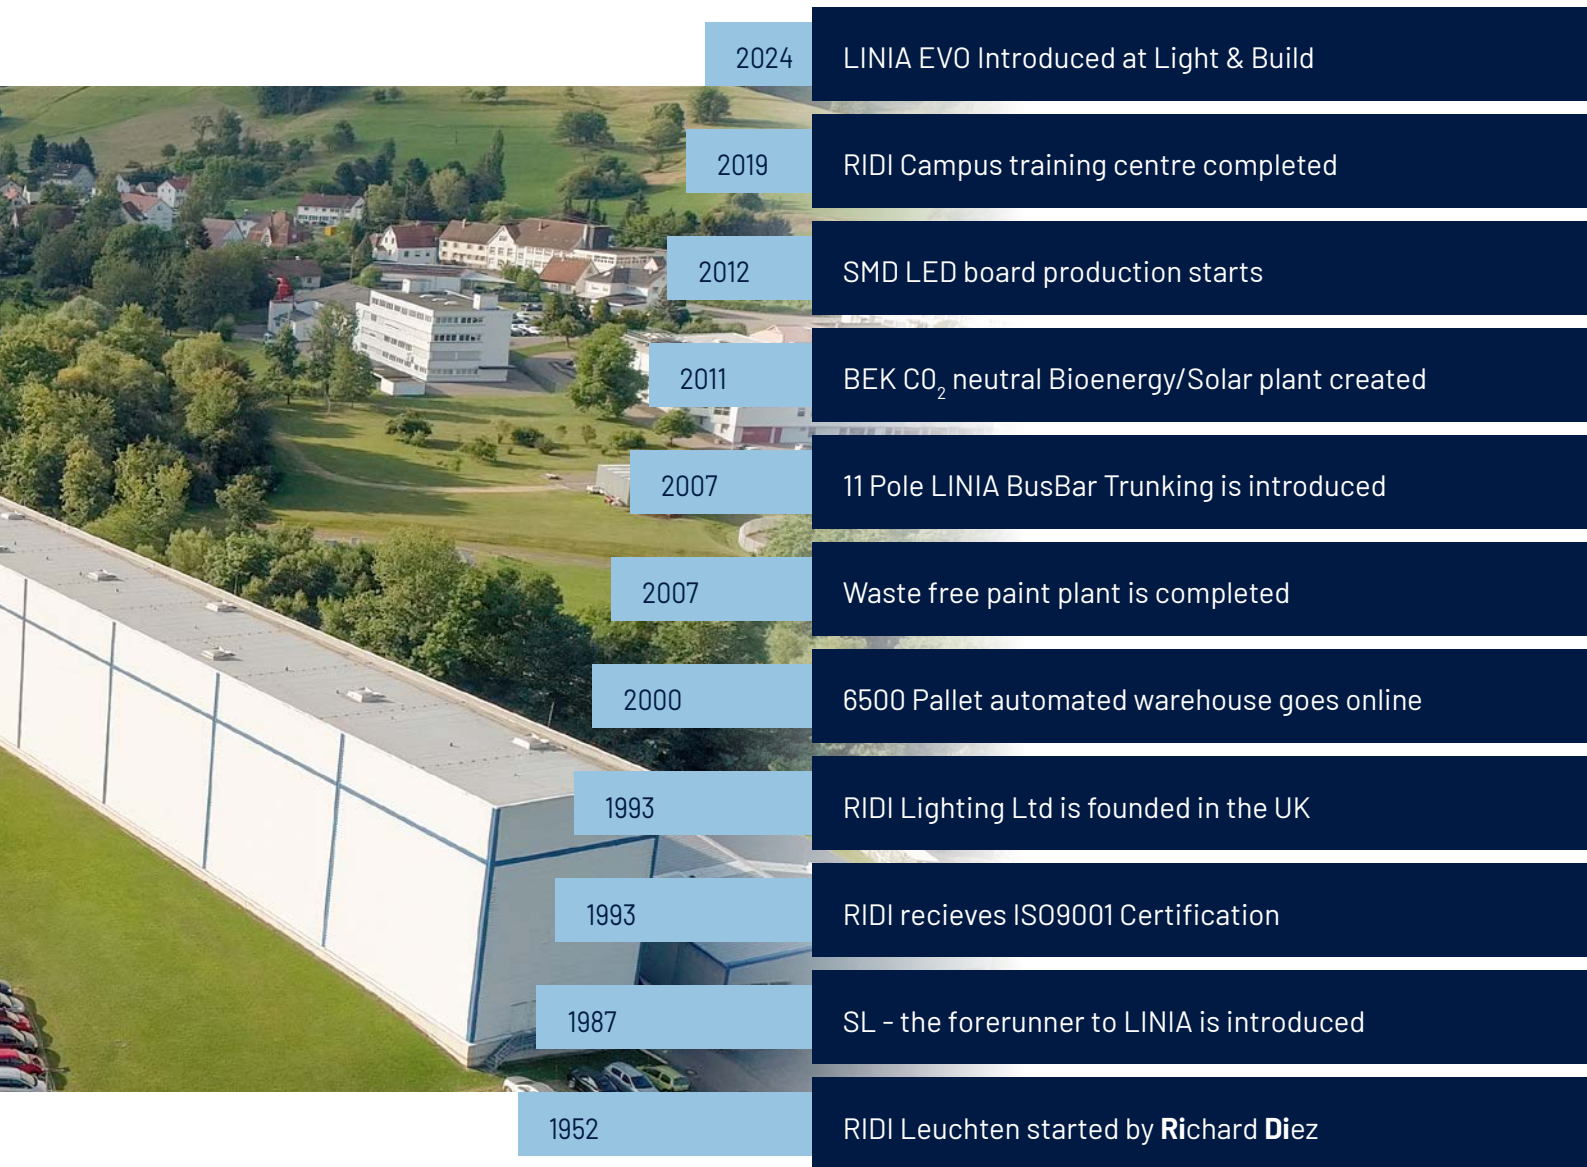 2024 LINIA EVO Introduced at Light & Build
2019 RIDI Campus training centre completed
2012 SMD LED board production starts
2011 BEK CO₂ neutral Bioenergy/Solar plant created
2007 11 Pole LINIA BusBar Trunking is introduced
2007 Waste free paint plant is completed
2000 6500 Pallet automated warehouse goes online
1993 RIDI Lighting Ltd is founded in the UK
1993 RIDI recieves ISO9001 Certification
1987 SL - the forerunner to LINIA is introduced
1952 RIDI Leuchten started by Richard Diez